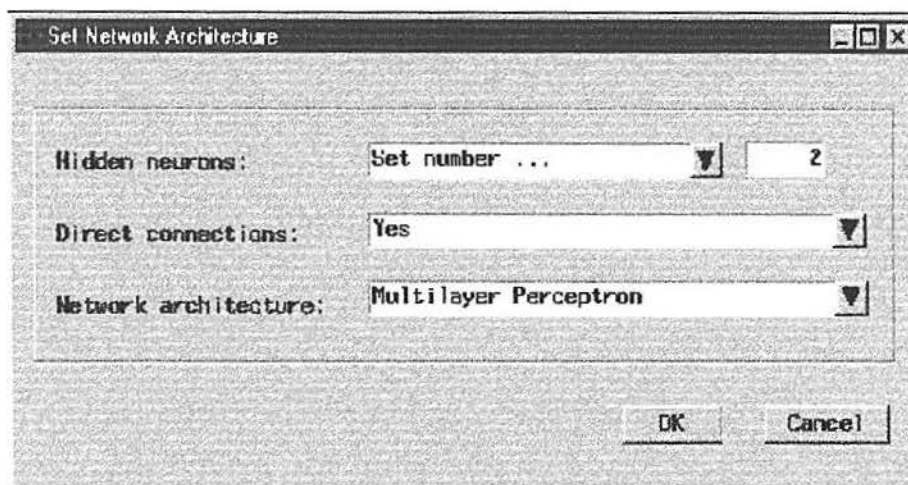 Set Network Architecture
Hidden neurons: Set number ... 2
Direct connections: Yes
Network architecture: Multilayer Perceptron
OK Cancel